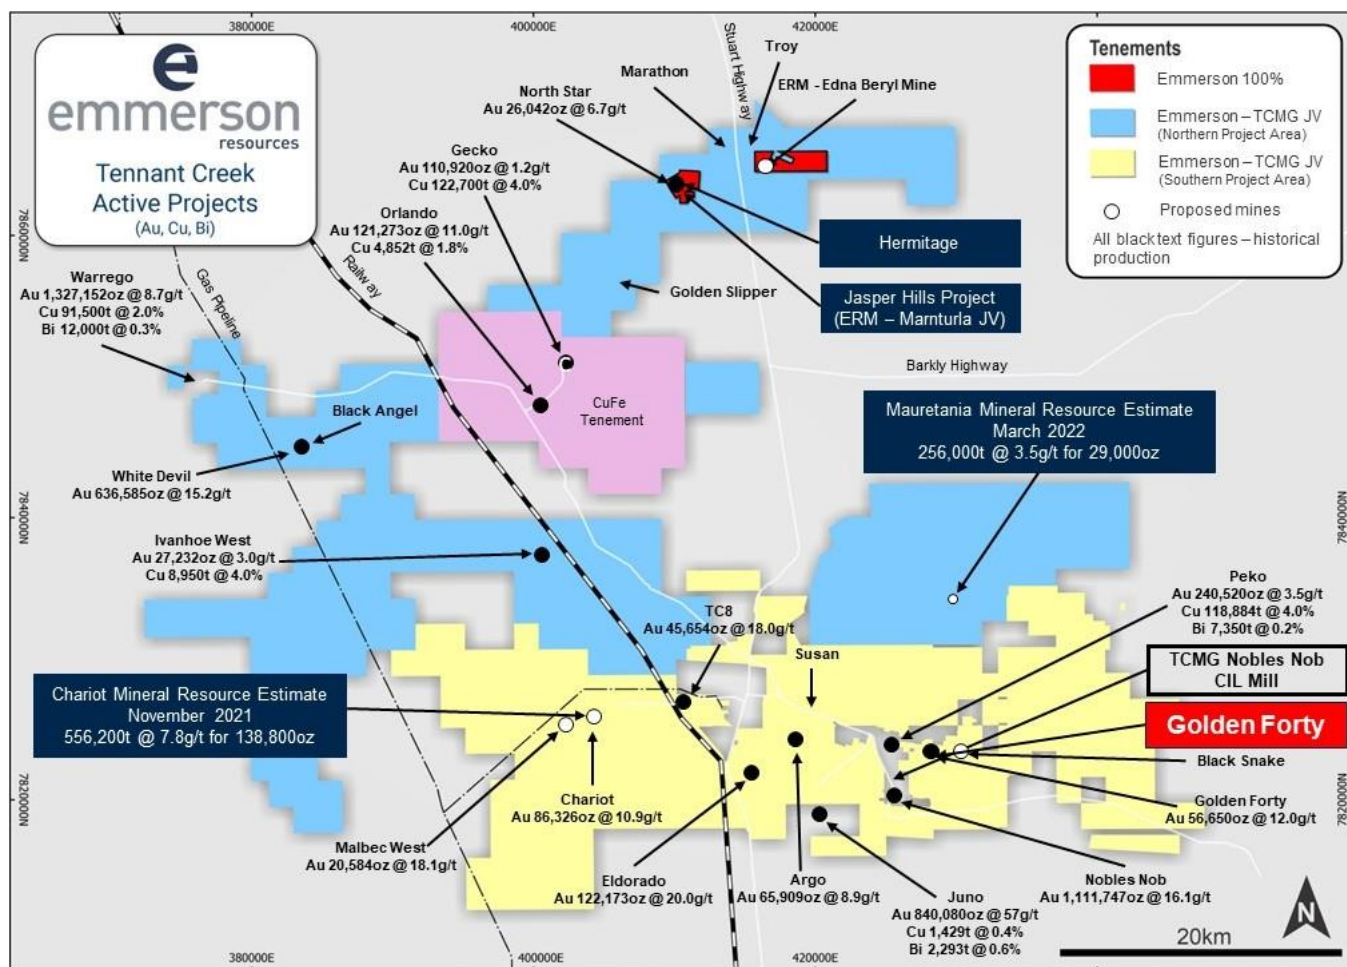 380000E
400000E
420000E
emmerson
resources
Tennant Creek
Active Projects
(Au, Cu, Bi)
Tenements
Emmerson 100%
Emmerson – TCMG JV
(Northern Project Area)
Emmerson – TCMG JV
(Southern Project Area)
Proposed mines
All black text figures – historical
production
Stuart Highway
Troy
Marathon
ERM - Edna Beryl Mine
North Star
Au 26,042oz @ 6.7g/t
Gecko
Au 110,920oz @ 1.2g/t
Cu 122,700t @ 4.0%
Orlando
Au 121,273oz @ 11.0g/t
Cu 4,852t @ 1.8%
7860000N
7860000N
Hermitage
Railway
Gas Pipeline
Warrego
Au 1,327,152oz @ 8.7g/t
Cu 91,500t @ 2.0%
Bi 12,000t @ 0.3%
Golden Slipper
Jasper Hills Project
(ERM – Marnturla JV)
Barkly Highway
CuFe
Tenement
Black Angel
Mauretania Mineral Resource Estimate
March 2022
256,000t @ 3.5g/t for 29,000oz
White Devil
Au 636,585oz @ 15.2g/t
7840000N
7840000N
Ivanhoe West
Au 27,232oz @ 3.0g/t
Cu 8,950t @ 4.0%
Peko
Au 240,520oz @ 3.5g/t
Cu 118,884t @ 4.0%
Bi 7,350t @ 0.2%
TC8
Au 45,654oz @ 18.0g/t
Susan
TCMG Nobles Nob
CIL Mill
Chariot Mineral Resource Estimate
November 2021
556,200t @ 7.8g/t for 138,800oz
Golden Forty
Black Snake
7820000N
7820000N
Chariot
Au 86,326oz @ 10.9g/t
Golden Forty
Au 56,650oz @ 12.0g/t
Malbec West
Au 20,584oz @ 18.1g/t
Eldorado
Au 122,173oz @ 20.0g/t
Argo
Au 65,909oz @ 8.9g/t
Juno
Au 840,080oz @ 57g/t
Cu 1,429t @ 0.4%
Bi 2,293t @ 0.6%
Nobles Nob
Au 1,111,747oz @ 16.1g/t
N
20km
380000E
400000E
420000E